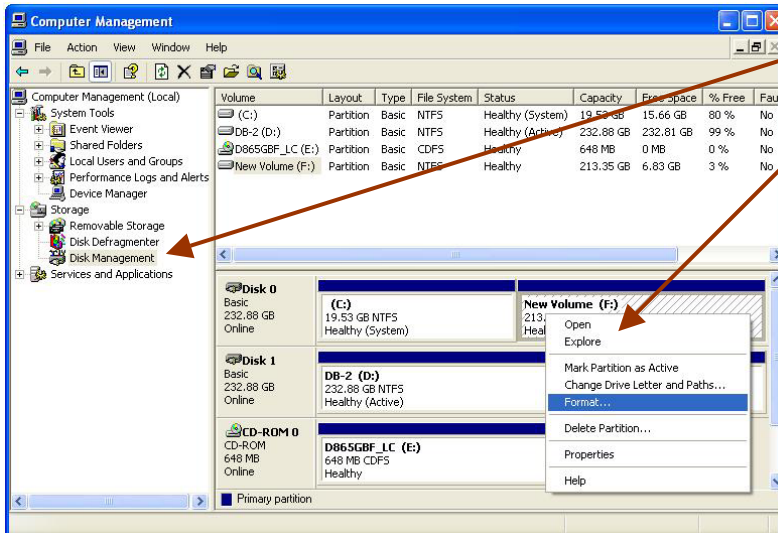 Computer Management
File Action View Window Help
Computer Management (Local)
System Tools
Event Viewer
Shared Folders
Local Users and Groups
Performance Logs and Alerts
Device Manager
Storage
Removable Storage
Disk Defragmenter
Disk Management
Services and Applications
Volume Layout Type File System Status Capacity Free Space % Free Fau
(C:) Partition Basic NTFS Healthy (System) 19.53 GB 15.66 GB 80 % No
DB-2 (D:) Partition Basic NTFS Healthy (Active) 232.88 GB 232.81 GB 99 % No
D865GBF_LC (E:) Partition Basic CDFS Healthy 648 MB 0 MB 0 % No
New Volume (F:) Partition Basic NTFS Healthy 213.35 GB 6.83 GB 3 % No
Disk 0
Basic
232.88 GB
Online
(C:)
19.53 GB NTFS
Healthy (System)
New Volume (F:)
213.
Heal
Disk 1
Basic
232.88 GB
Online
DB-2 (D:)
232.88 GB NTFS
Healthy (Active)
CD-ROM 0
CD-ROM
648 MB
Online
D865GBF_LC (E:)
648 MB CDFS
Healthy
Open
Explore
Mark Partition as Active
Change Drive Letter and Paths...
Format...
Delete Partition...
Properties
Help
Primary partition